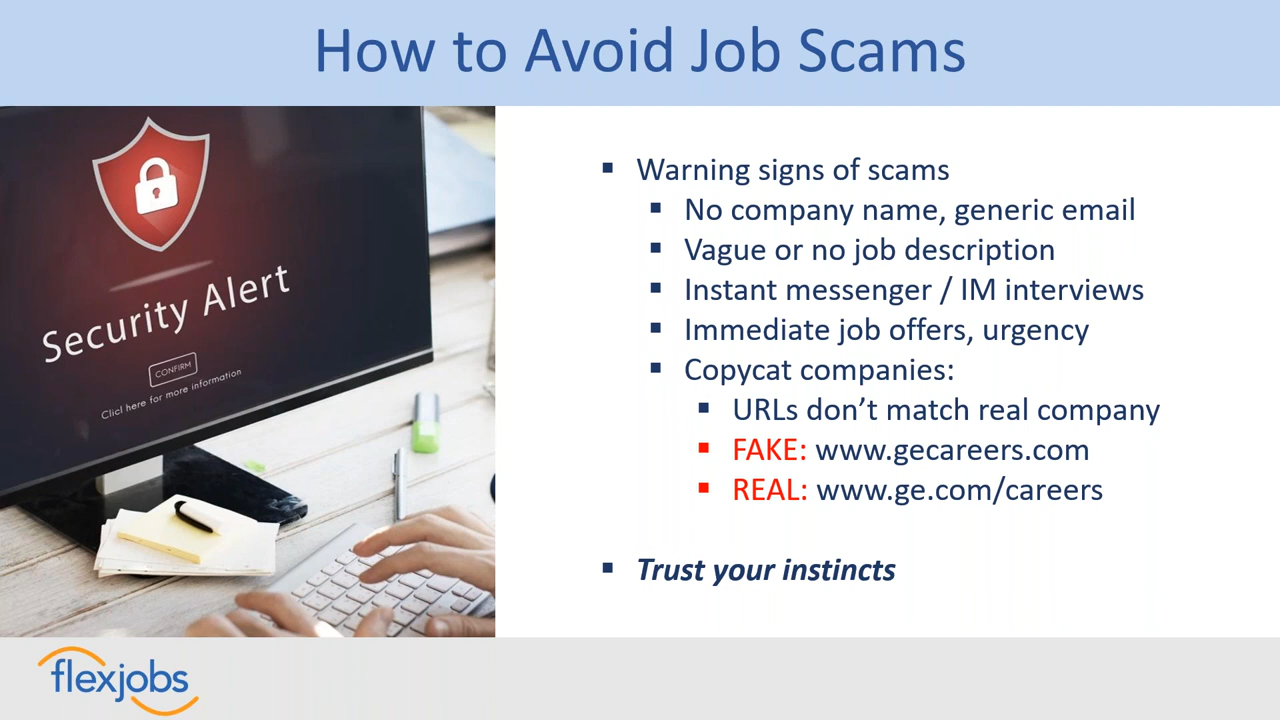 How to Avoid Job Scams
Security Alert
CONFIRM
Clicl here for more information
▪ Warning signs of scams
▪ No company name, generic email
▪ Vague or no job description
▪ Instant messenger / IM interviews
▪ Immediate job offers, urgency
▪ Copycat companies:
▪ URLs don’t match real company
▪ FAKE: www.gecareers.com
▪ REAL: www.ge.com/careers
▪ Trust your instincts
flexjobs